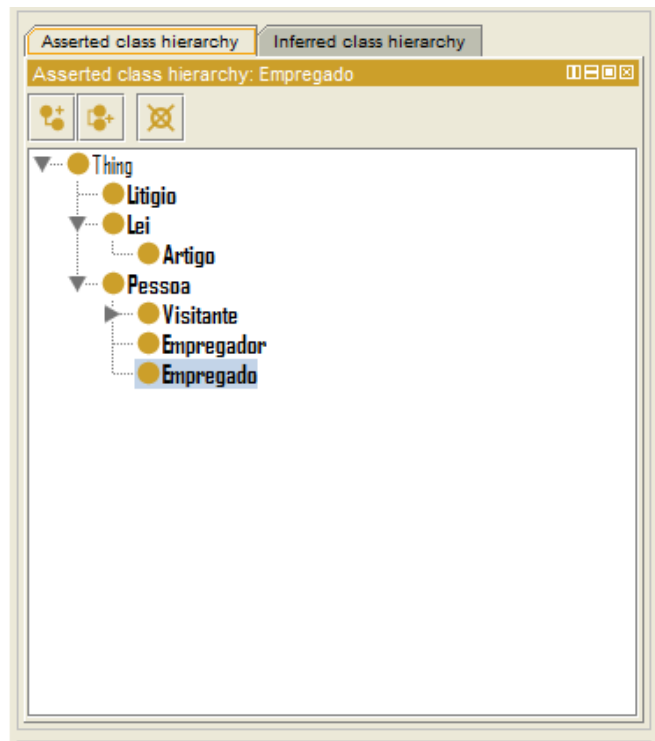 Asserted class hierarchy Inferred class hierarchy
Asserted class hierarchy: Empregado
Thing
Litigio
Lei
Artigo
Pessoa
Visitante
Empregador
Empregado